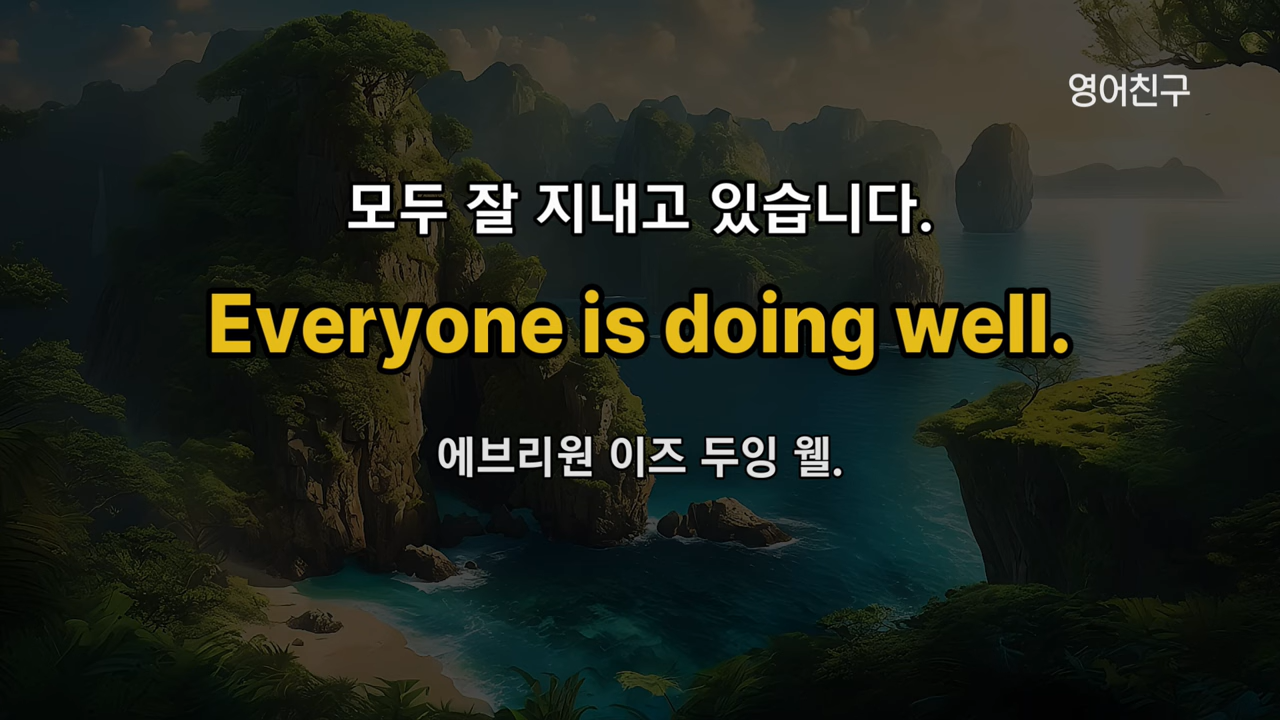 영어친구
모두 잘 지내고 있습니다.
Everyone is doing well.
에브리원 이즈 두잉 웰.